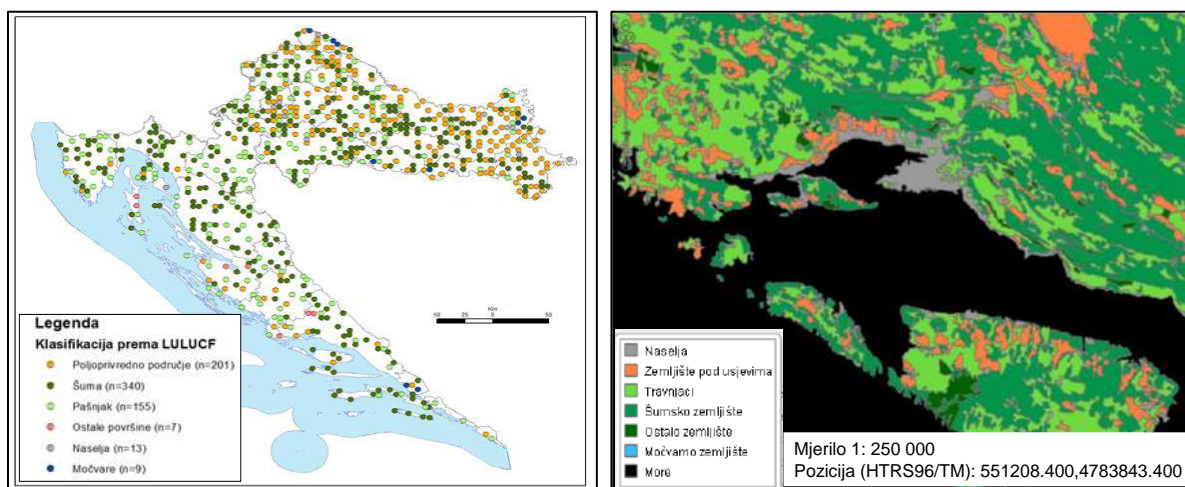 Km
50 25 0 50
Legenda
Klasifikacija prema LULUCF
Poljoprivredno područje (n=201)
Šuma (n=340)
Pašnjak (n=155)
Ostale površine (n=7)
Naselja (n=13)
Močvare (n=9)
Naselja
Zemljište pod usjevima
Travnjaci
Šumsko zemljište
Ostalo zemljište
Močvarno zemljište
More
Mjerilo 1: 250 000
Pozicija (HTRS96/TM): 551208.400,4783843.400